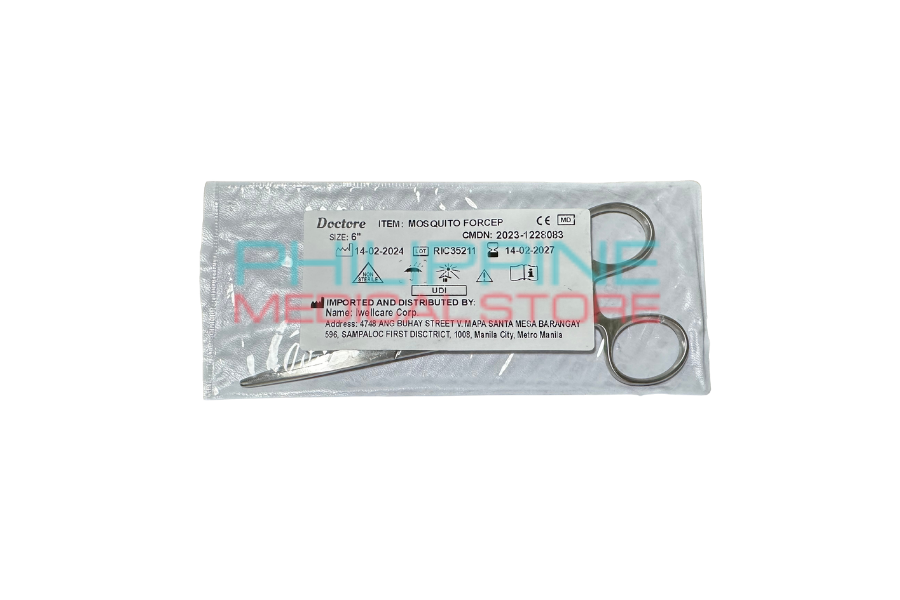 Doctore ITEM: MOSQUITO FORCEP CE MD
SIZE: 6" CMDN: 2023-1228083
14-02-2024 LOT RIC35211 14-02-2027
NON STERILE
UDI
IMPORTED AND DISTRIBUTED BY:
Name: Iwellcare Corp.
Address: 4748 ANG BUHAY STREET V. MAPA SANTA MESA BARANGAY
596, SAMPALOC FIRST DISCTRICT, 1008, Manila City, Metro Manila
PHILIPPINE
MEDICAL STORE